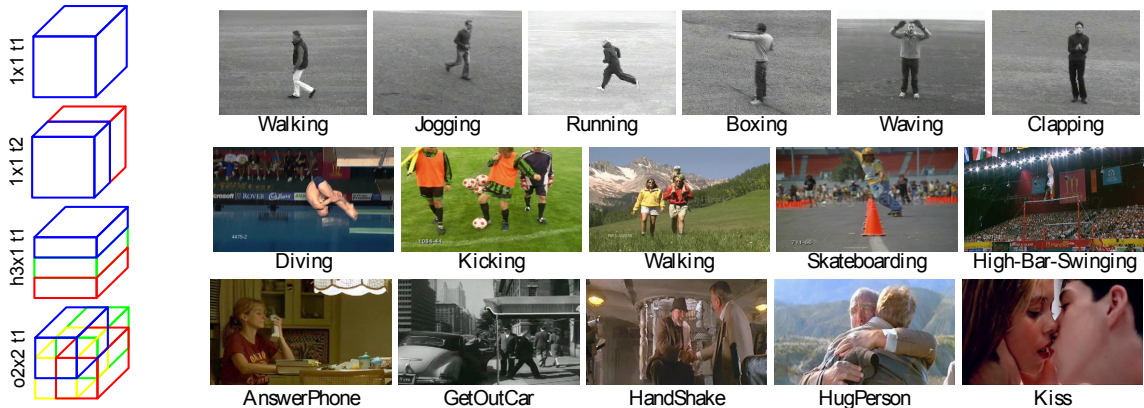 1x1 t1
1x1 t2
h3x1 t1
o2x2 t1
Walking
Jogging
Running
Boxing
Waving
Clapping
Diving
Kicking
Walking
Skateboarding
High-Bar-Swinging
AnswerPhone
GetOutCar
HandShake
HugPerson
Kiss